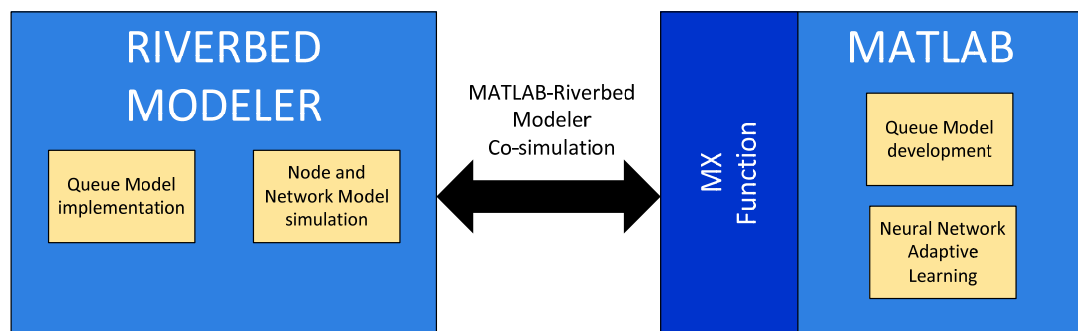 RIVERBED
MODELER
Queue Model
implementation
Node and
Network Model
simulation
MATLAB-Riverbed
Modeler
Co-simulation
MX
Function
MATLAB
Queue Model
development
Neural Network
Adaptive
Learning